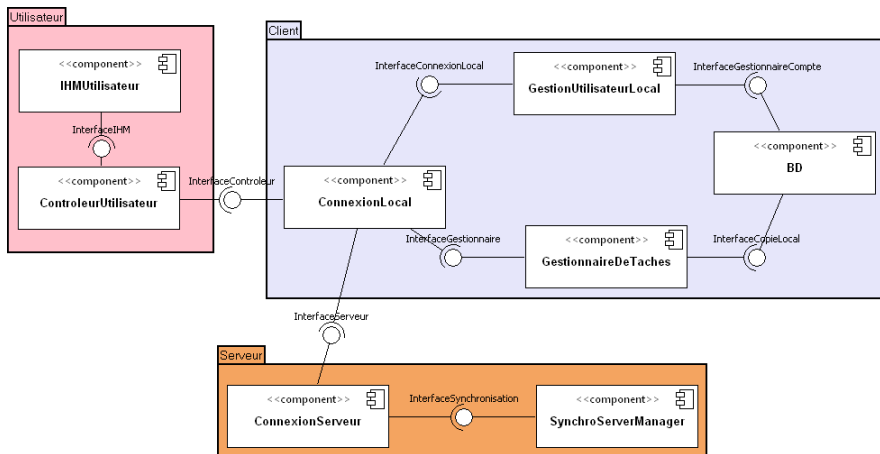 Utilisateur
<<component>>
IHMUtilisateur
InterfaceIHM
<<component>>
ControleurUtilisateur
InterfaceControleur
Client
InterfaceConnexionLocal
<<component>>
GestionUtilisateurLocal
InterfaceGestionnaireCompte
<<component>>
BD
<<component>>
ConnexionLocal
InterfaceGestionnaire
<<component>>
GestionnaireDeTaches
InterfaceCopieLocal
InterfaceServeur
Serveur
<<component>>
ConnexionServeur
InterfaceSynchronisation
<<component>>
SynchroServerManager